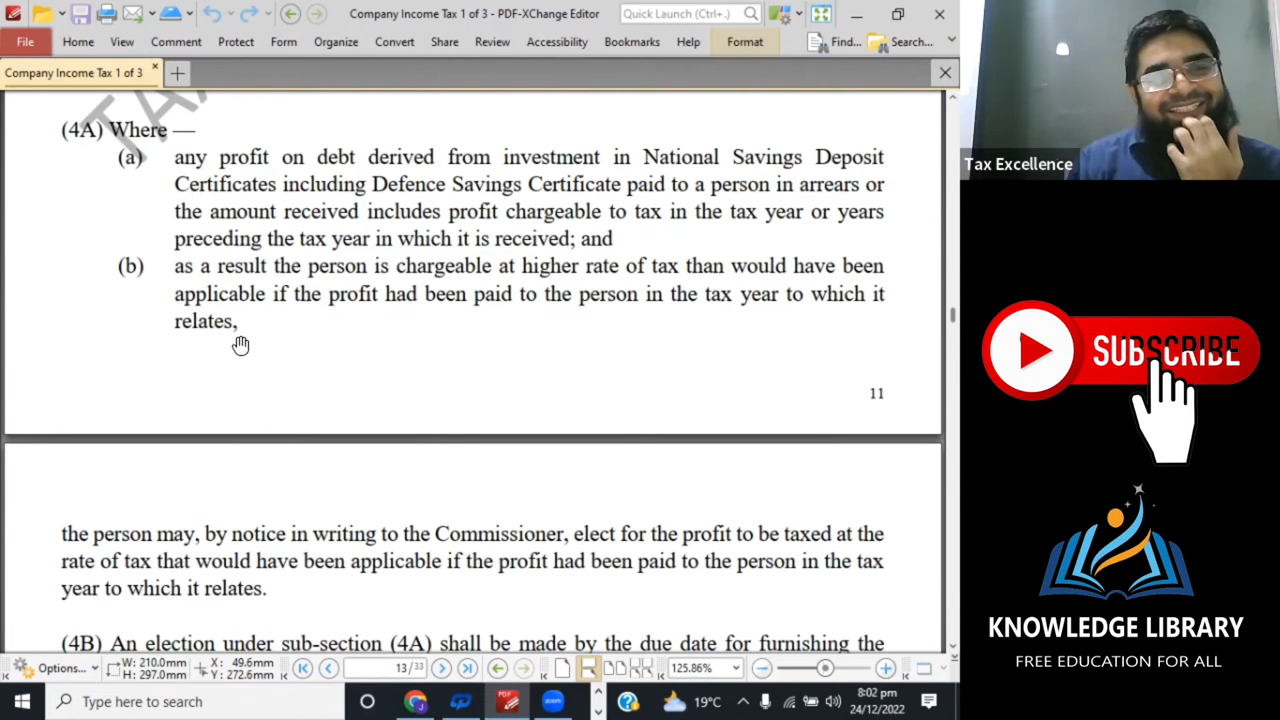 Company Income Tax 1 of 3 - PDF-XChange Editor
Quick Launch (Ctrl+.)
File Home View Comment Protect Form Organize Convert Share Review Accessibility Bookmarks Help Format Find... Search...
Company Income Tax 1 of 3
TAX
(4A) Where —
(a) any profit on debt derived from investment in National Savings Deposit
Certificates including Defence Savings Certificate paid to a person in arrears or
the amount received includes profit chargeable to tax in the tax year or years
preceding the tax year in which it is received; and
(b) as a result the person is chargeable at higher rate of tax than would have been
applicable if the profit had been paid to the person in the tax year to which it
relates,
11
the person may, by notice in writing to the Commissioner, elect for the profit to be taxed at the
rate of tax that would have been applicable if the profit had been paid to the person in the tax
year to which it relates.
(4B) An election under sub-section (4A) shall be made by the due date for furnishing the
Options... W: 210.0mm X: 49.6mm 13 / 33 125.86%
H: 297.0mm Y: 272.6mm
Type here to search
PDF
zoom
19°C
8:02 pm
24/12/2022
Tax Excellence
SUBSCRIBE
KNOWLEDGE LIBRARY
FREE EDUCATION FOR ALL